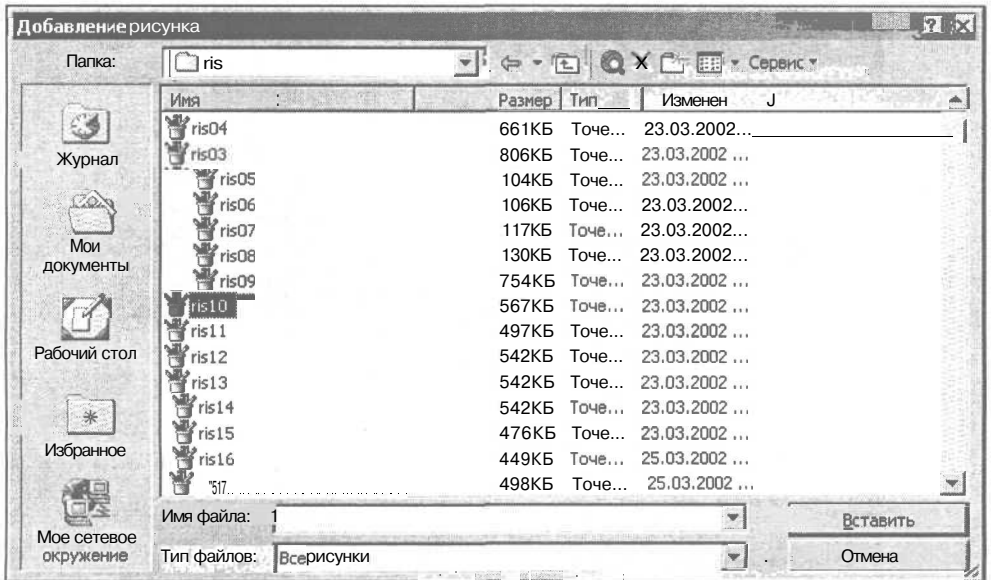 Добавление рисунка
Папка: ris Сервис
Имя Размер Тип Изменен
ris04 661КБ Точе... 23.03.2002...
ris03 806КБ Точе... 23.03.2002 ...
ris05 104КБ Точе... 23.03.2002 ...
ris06 106КБ Точе... 23.03.2002...
ris07 117КБ Точе... 23.03.2002...
ris08 130КБ Точе... 23.03.2002...
ris09 754КБ Точе... 23.03.2002 ...
ris10 567КБ Точе... 23.03.2002 ...
ris11 497КБ Точе... 23.03.2002 ...
ris12 542КБ Точе... 23.03.2002 ...
ris13 542КБ Точе... 23.03.2002 ...
ris14 542КБ Точе... 23.03.2002 ...
ris15 476КБ Точе... 23.03.2002 ...
ris16 449КБ Точе... 25.03.2002 ...
498КБ Точе... 25.03.2002 ...
Журнал
Мои
документы
Рабочий стол
Избранное
Мое сетевое
окружение
Имя файла: Вставить
Тип файлов: Все рисунки Отмена